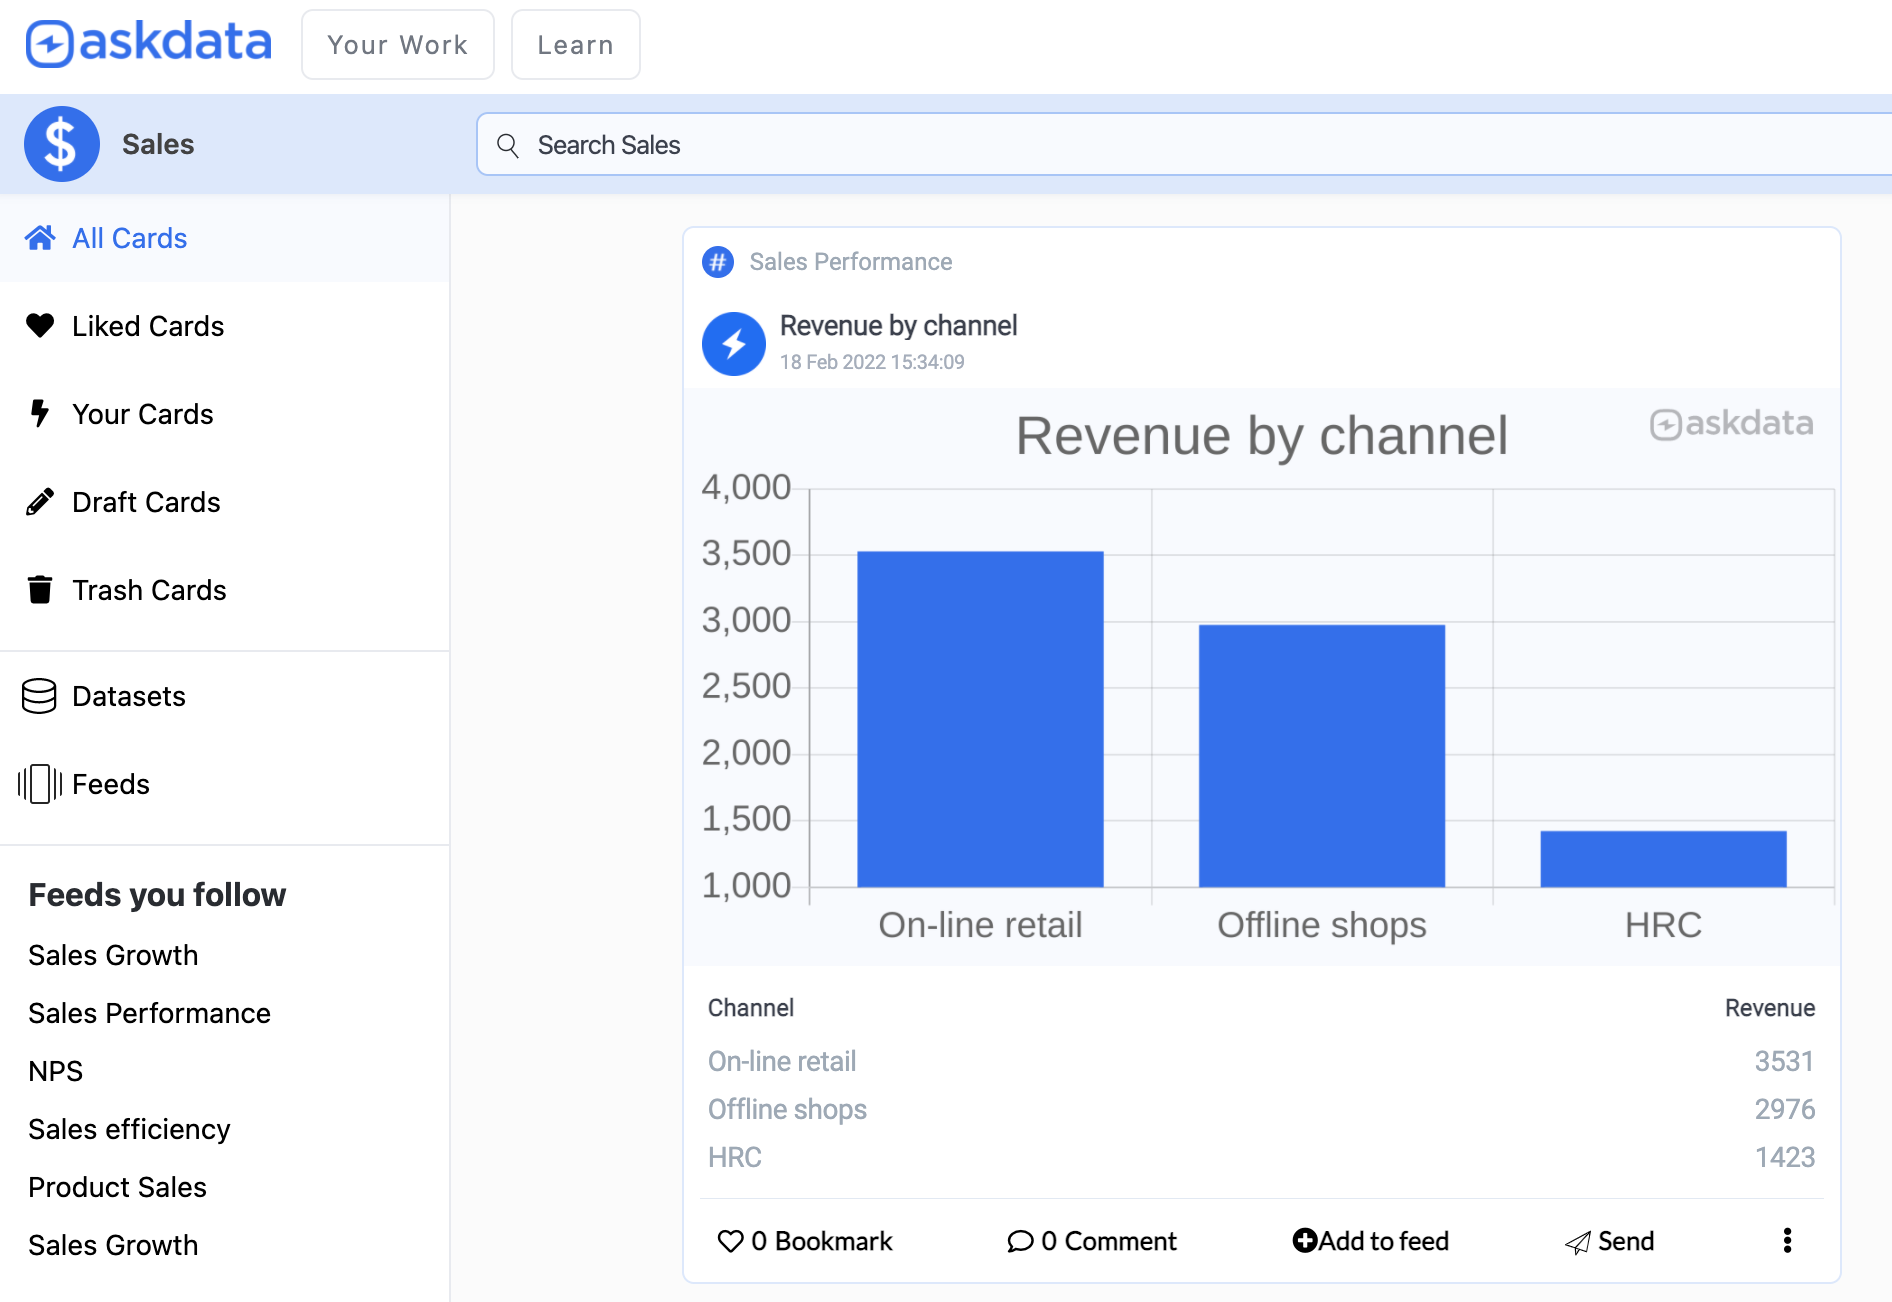 askdata Your Work Learn
Sales
Search Sales
All Cards
Liked Cards
Your Cards
Draft Cards
Trash Cards
Datasets
Feeds
Feeds you follow
Sales Growth
Sales Performance
NPS
Sales efficiency
Product Sales
Sales Growth
# Sales Performance
Revenue by channel
18 Feb 2022 15:34:09
Revenue by channel
askdata
4,000
3,500
3,000
2,500
2,000
1,500
1,000
On-line retail Offline shops HRC
Channel Revenue
On-line retail 3531
Offline shops 2976
HRC 1423
0 Bookmark 0 Comment Add to feed Send